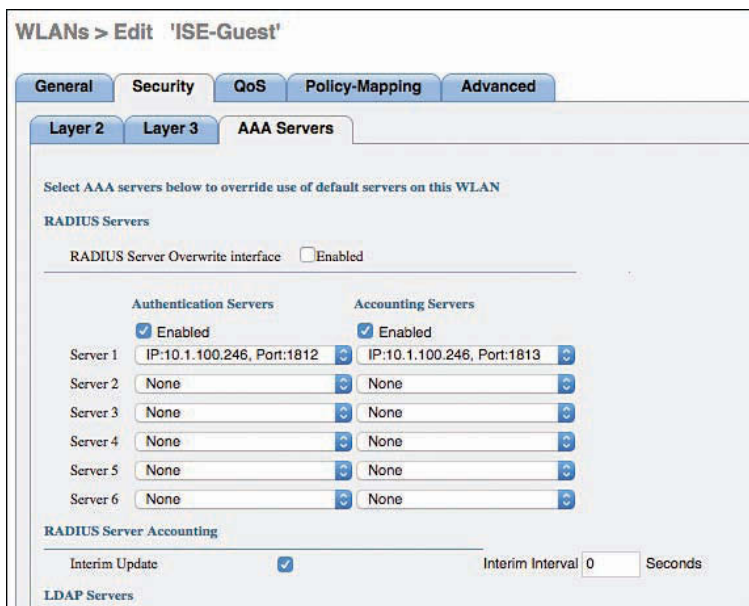 WLANs > Edit 'ISE-Guest'
General Security QoS Policy-Mapping Advanced
Layer 2 Layer 3 AAA Servers
Select AAA servers below to override use of default servers on this WLAN
RADIUS Servers
RADIUS Server Overwrite interface Enabled
Authentication Servers Accounting Servers
Enabled Enabled
Server 1 IP:10.1.100.246, Port:1812 IP:10.1.100.246, Port:1813
Server 2 None None
Server 3 None None
Server 4 None None
Server 5 None None
Server 6 None None
RADIUS Server Accounting
Interim Update Interim Interval 0 Seconds
LDAP Servers